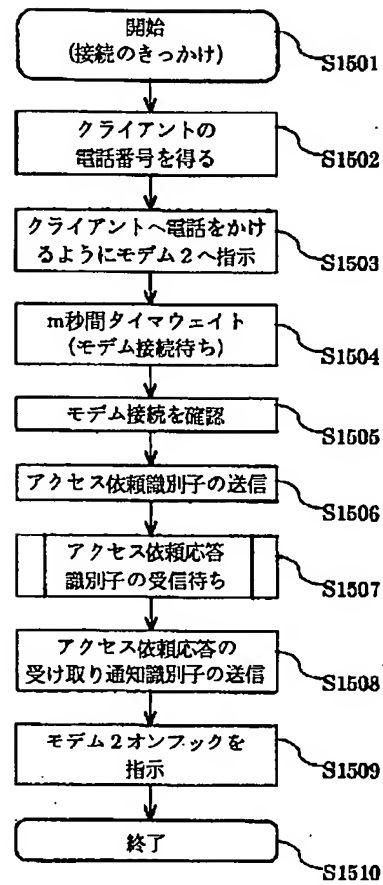 開始
(接続のきっかけ)
S1501
クライアントの
電話番号を得る
S1502
クライアントへ電話をかけ
るようにモデム2へ指示
S1503
m秒間タイマウェイト
(モデム接続待ち)
S1504
モデム接続を確認
S1505
アクセス依頼識別子の送信
S1506
アクセス依頼応答
識別子の受信待ち
S1507
アクセス依頼応答の
受け取り通知識別子の送信
S1508
モデム2オンフックを
指示
S1509
終了
S1510